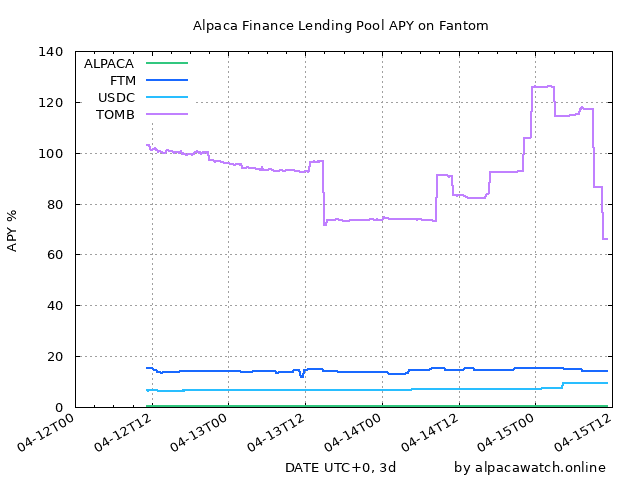 Alpaca Finance Lending Pool APY on Fantom
140
120
100
80
60
40
20
0
APY %
ALPACA
FTM
USDC
TOMB
04-12T00
04-12T12
04-13T00
04-13T12
04-14T00
04-14T12
04-15T00
04-15T12
DATE UTC+0, 3d
by alpacawatch.online